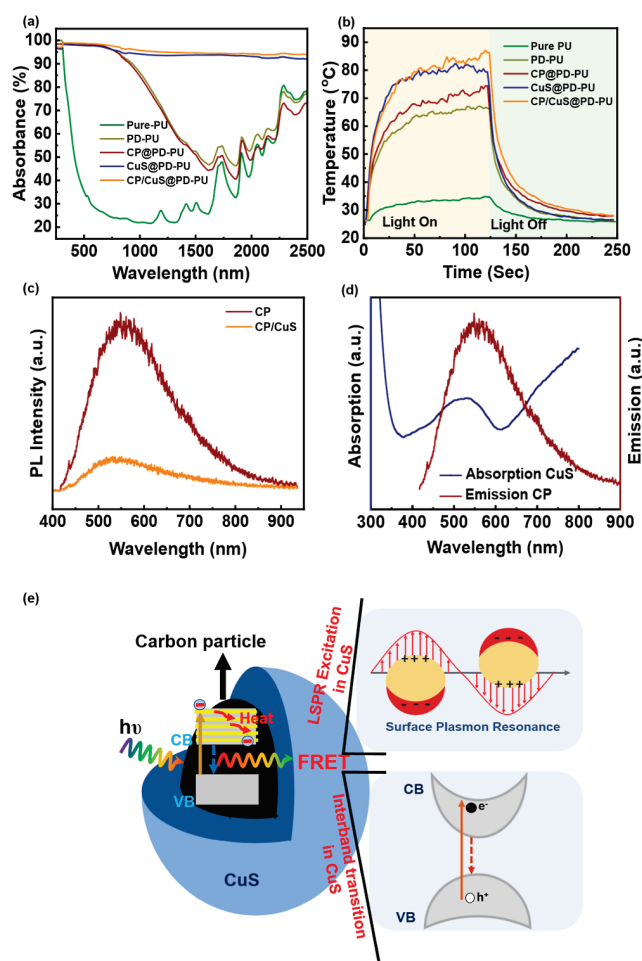 (a)
Absorbance (%)
100
90
80
70
60
50
40
30
20
Pure-PU
PD-PU
CP@PD-PU
CuS@PD-PU
CP/CuS@PD-PU
500 1000 1500 2000 2500
Wavelength (nm)
(b)
Temperature (°C)
90
80
70
60
50
40
30
20
Pure PU
PD-PU
CP@PD-PU
CuS@PD-PU
CP/CuS@PD-PU
Light On
Light Off
0 50 100 150 200 250
Time (Sec)
(c)
PL Intensity (a.u.)
CP
CP/CuS
400 500 600 700 800 900
Wavelength (nm)
(d)
Absorption (a.u.)
Emission (a.u.)
Absorption CuS
Emission CP
300 400 500 600 700 800 900
Wavelength (nm)
(e)
Carbon particle
hυ
Heat
CB
FRET
VB
CuS
LSPR Excitation
in CuS
+ + +
- - -
- - -
+ + +
Surface Plasmon Resonance
Interband transition
in CuS
CB
e-
h+
VB